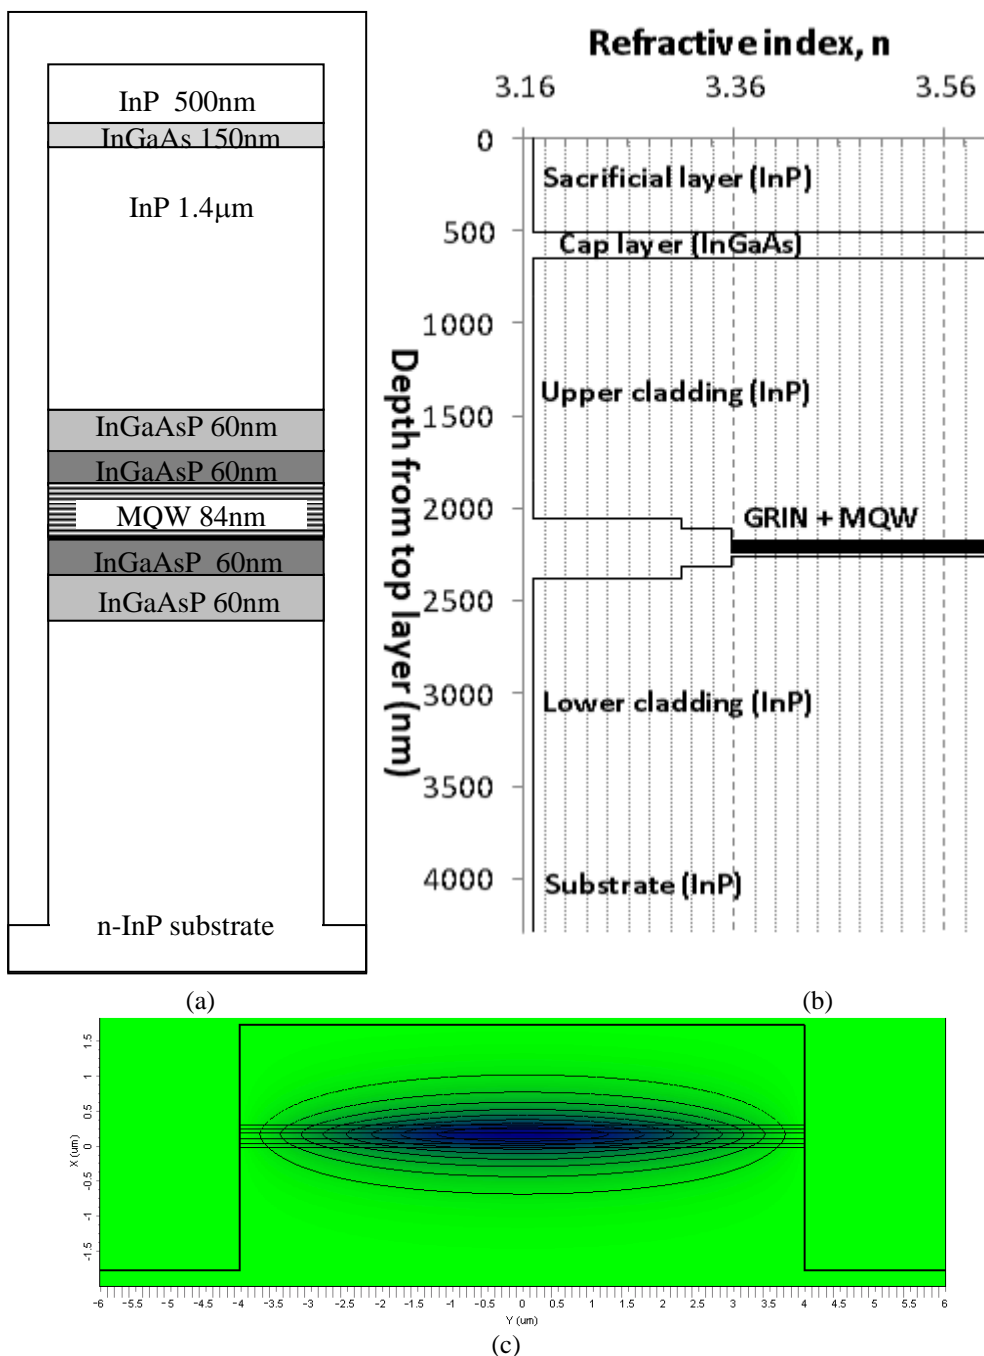 InP 500nm
InGaAs 150nm
InP 1.4μm
InGaAsP 60nm
InGaAsP 60nm
MQW 84nm
InGaAsP 60nm
InGaAsP 60nm
n-InP substrate
(a)
Refractive index, n
3.16 3.36 3.56
0
500
1000
1500
2000
2500
3000
3500
4000
Depth from top layer (nm)
Sacrificial layer (InP)
Cap layer (InGaAs)
Upper cladding (InP)
GRIN + MQW
Lower cladding (InP)
Substrate (InP)
(b)
X (um)
1.5
1
0.5
0
-0.5
-1
-1.5
-6 -5.5 -5 -4.5 -4 -3.5 -3 -2.5 -2 -1.5 -1 -0.5 0 0.5 1 1.5 2 2.5 3 3.5 4 4.5 5 5.5 6
Y (um)
(c)